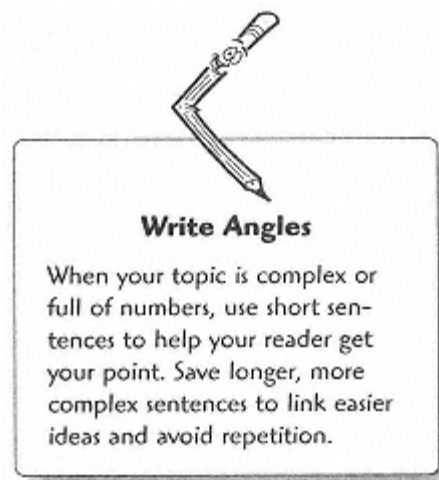 Write Angles
When your topic is complex or
full of numbers, use short sen-
tences to help your reader get
your point. Save longer, more
complex sentences to link easier
ideas and avoid repetition.